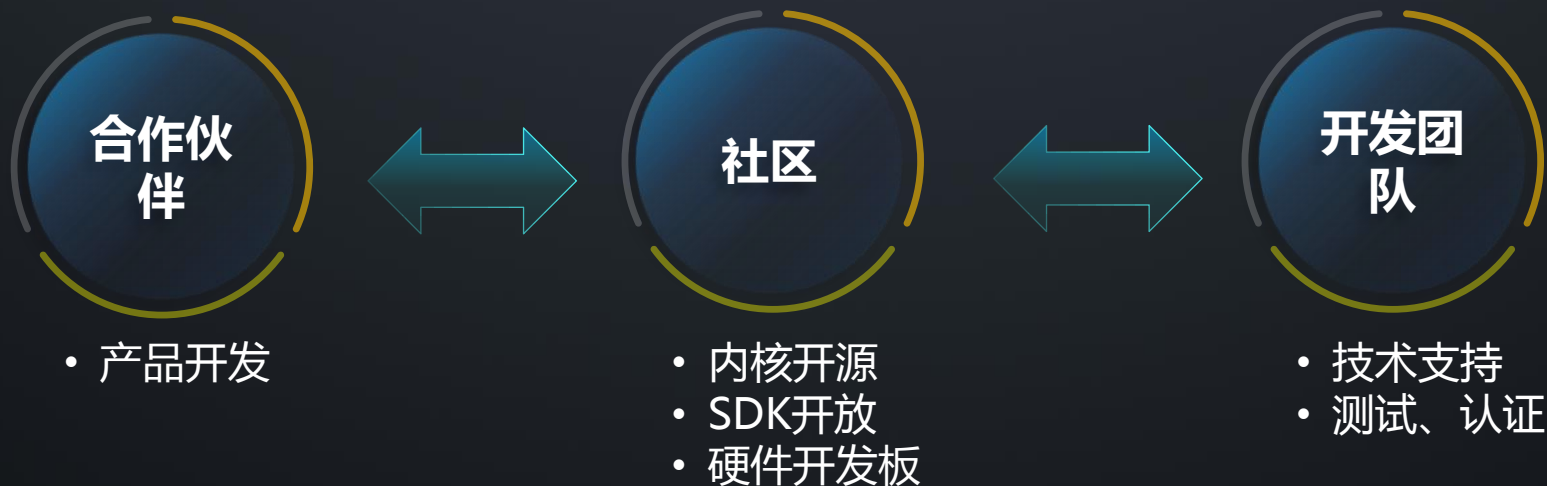 合作伙
伴
社区
开发团
队
• 产品开发
• 内核开源
• SDK开放
• 硬件开发板
• 技术支持
• 测试、认证